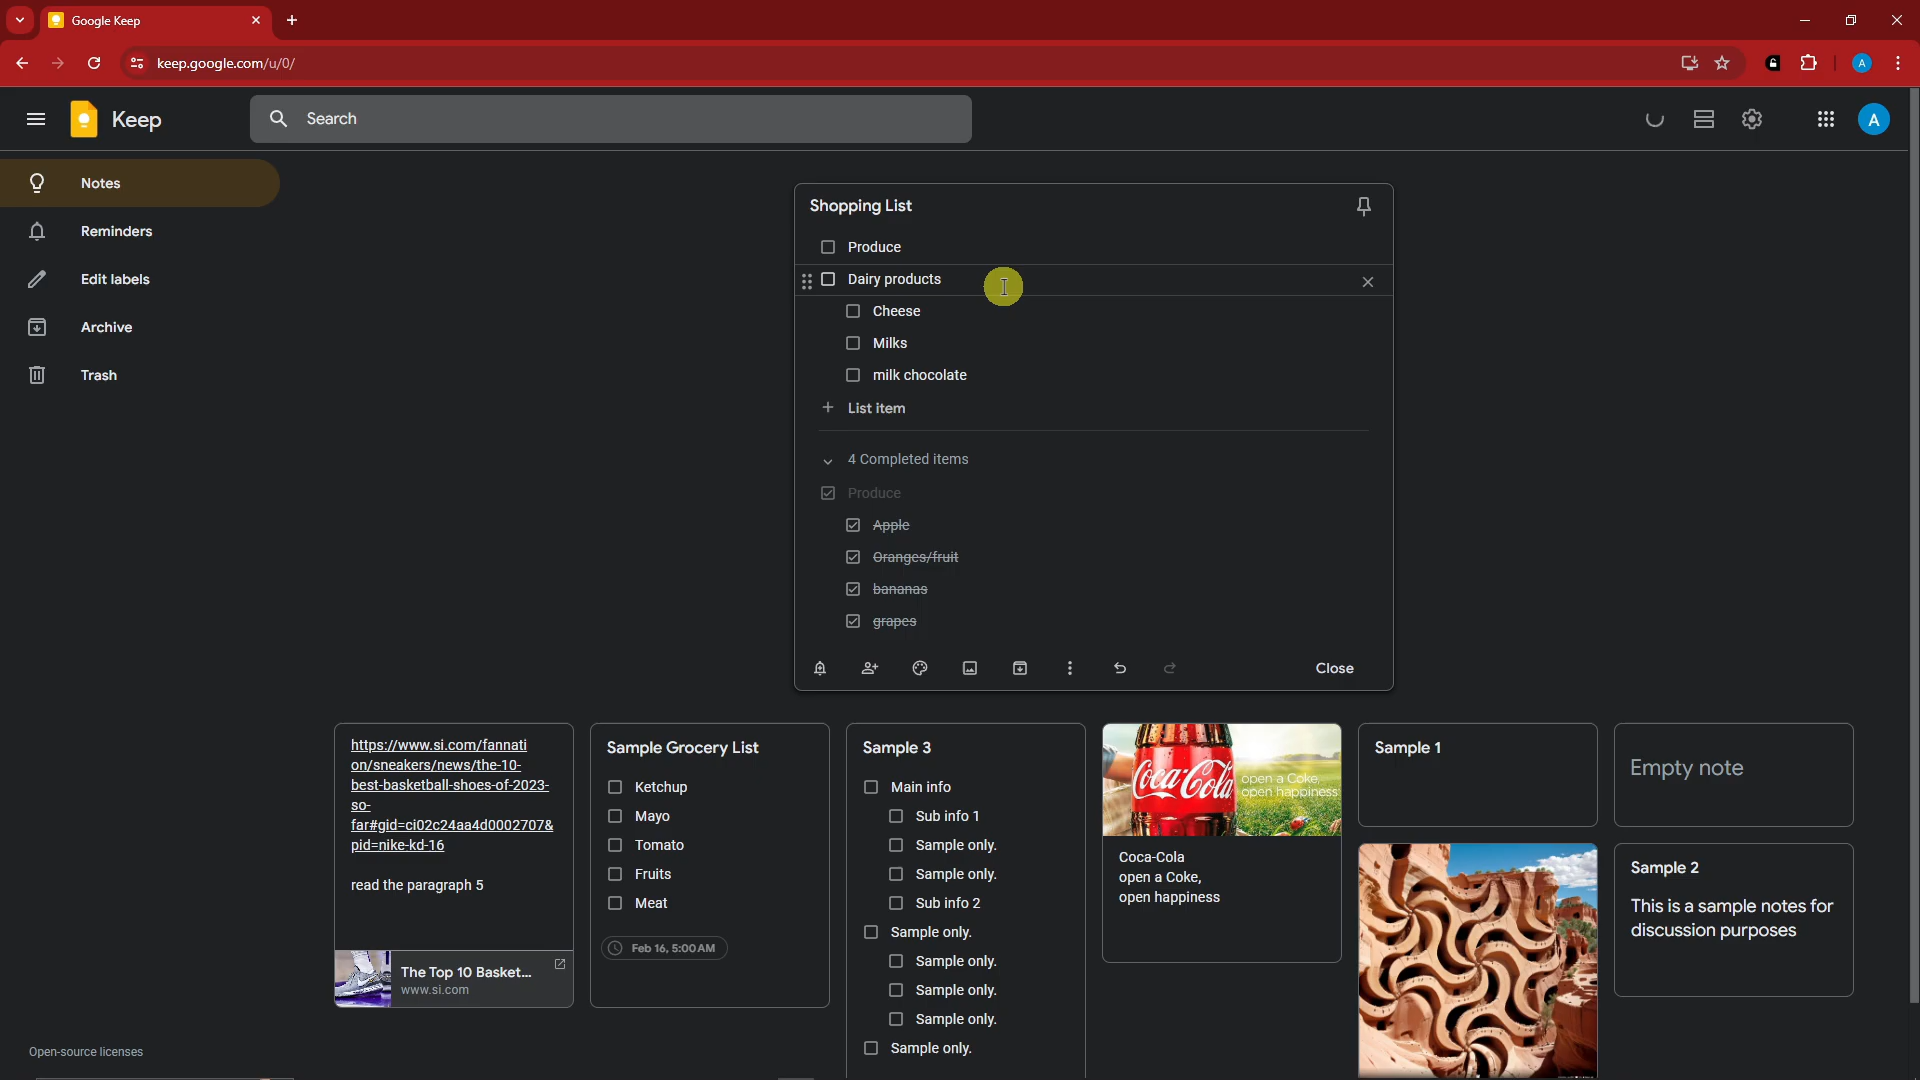 Google Keep
keep.google.com/u/0/
A
Keep
Search
A
Notes
Reminders
Edit labels
Archive
Trash
Shopping List
Produce
Dairy products
Cheese
Milks
milk chocolate
+ List item
4 Completed items
Produce
Apple
Oranges/fruit
bananas
grapes
Close
https://www.si.com/fannati
on/sneakers/news/the-10-
best-basketball-shoes-of-2023-
so-
far#gid=ci02c24aa4d0002707&
pid=nike-kd-16
read the paragraph 5
The Top 10 Basket...
www.si.com
Sample Grocery List
Ketchup
Mayo
Tomato
Fruits
Meat
Feb 16, 5:00 AM
Sample 3
Main info
Sub info 1
Sample only.
Sample only.
Sub info 2
Sample only.
Sample only.
Sample only.
Sample only.
Sample only.
Coca-Cola
open a Coke,
open happiness
Coca-Cola
open a Coke,
open happiness
Sample 1
Empty note
Sample 2
This is a sample notes for
discussion purposes
Open-source licenses